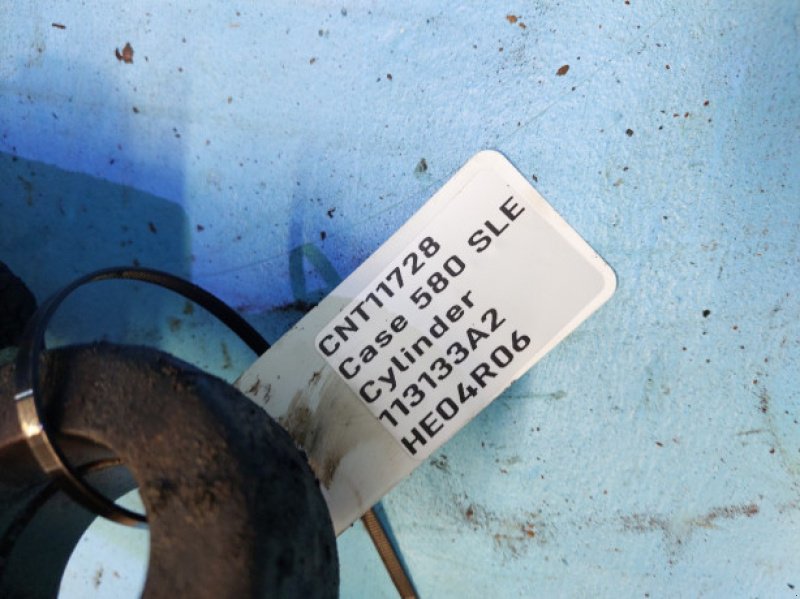 CNT11728
Case 580 SLE
Cylinder
113133A2
HE04R06